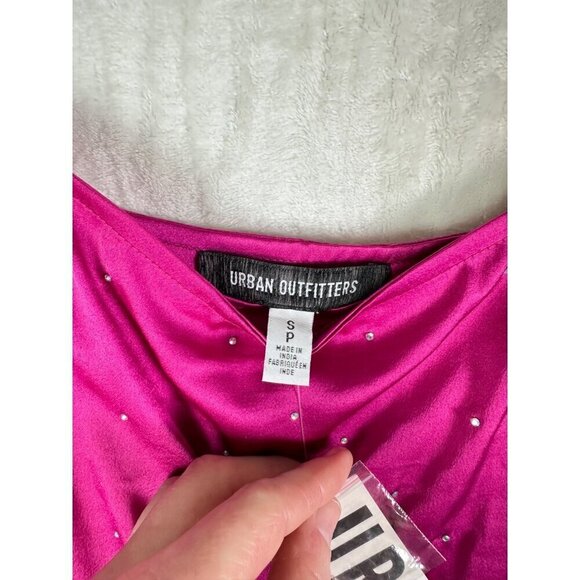 URBAN OUTFITTERS
S
P
MADE IN
INDIA
FABRIQUÉ EN
INDE